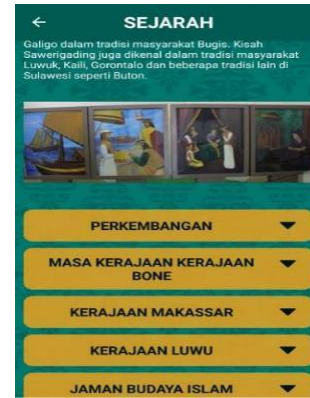 SEJARAH
Galigo dalam tradisi masyarakat Bugis. Kisah
Sawerigading juga dikenal dalam tradisi masyarakat
Luwuk, Kaili, Gorontalo dan beberapa tradisi lain di
Sulawesi seperti Buton.
PERKEMBANGAN
MASA KERAJAAN KERAJAAN
BONE
KERAJAAN MAKASSAR
KERAJAAN LUWU
JAMAN BUDAYA ISLAM